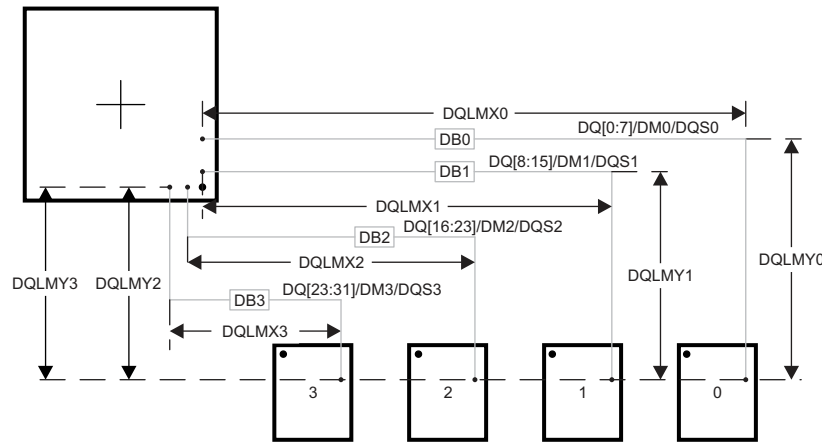 DQLMX0
DB0
DQ[0:7]/DM0/DQS0
DB1
DQ[8:15]/DM1/DQS1
DQLMX1
DB2
DQ[16:23]/DM2/DQS2
DQLMX2
DQLMY3
DQLMY2
DQLMY1
DQLMY0
DB3
DQ[23:31]/DM3/DQS3
DQLMX3
3
2
1
0